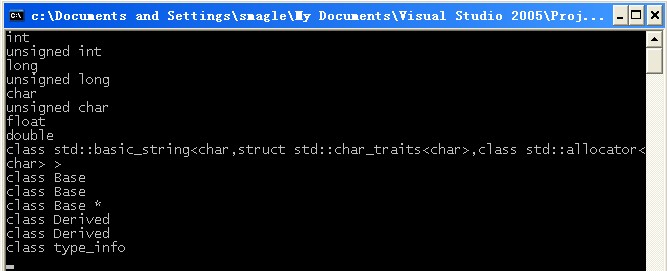 c:\Documents and Settings\smagle\My Documents\Visual Studio 2005\Proj...
int
unsigned int
long
unsigned long
char
unsigned char
float
double
class std::basic_string<char,struct std::char_traits<char>,class std::allocator<
char> >
class Base
class Base
class Base *
class Derived
class Derived
class type_info